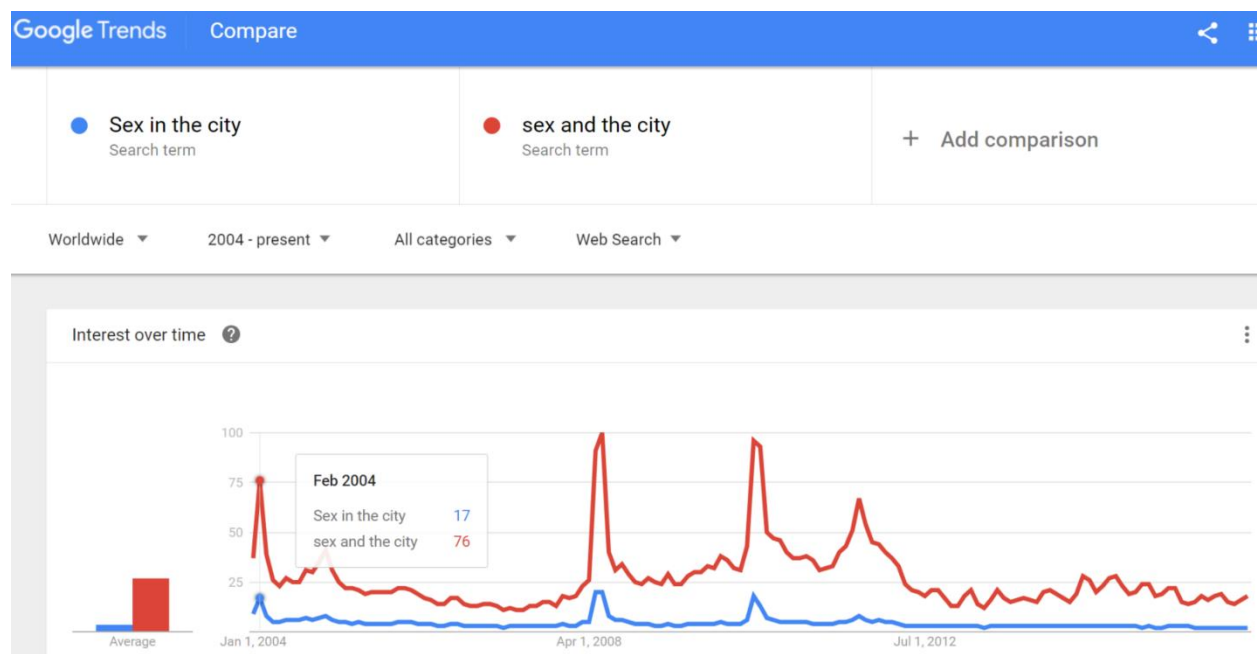 Google Trends Compare
Sex in the city sex and the city + Add comparison
Search term Search term
Worldwide 2004 - present All categories Web Search
Interest over time ?
100
75
50
25
Feb 2004
Sex in the city 17
sex and the city 76
Average Jan 1, 2004 Apr 1, 2008 Jul 1, 2012